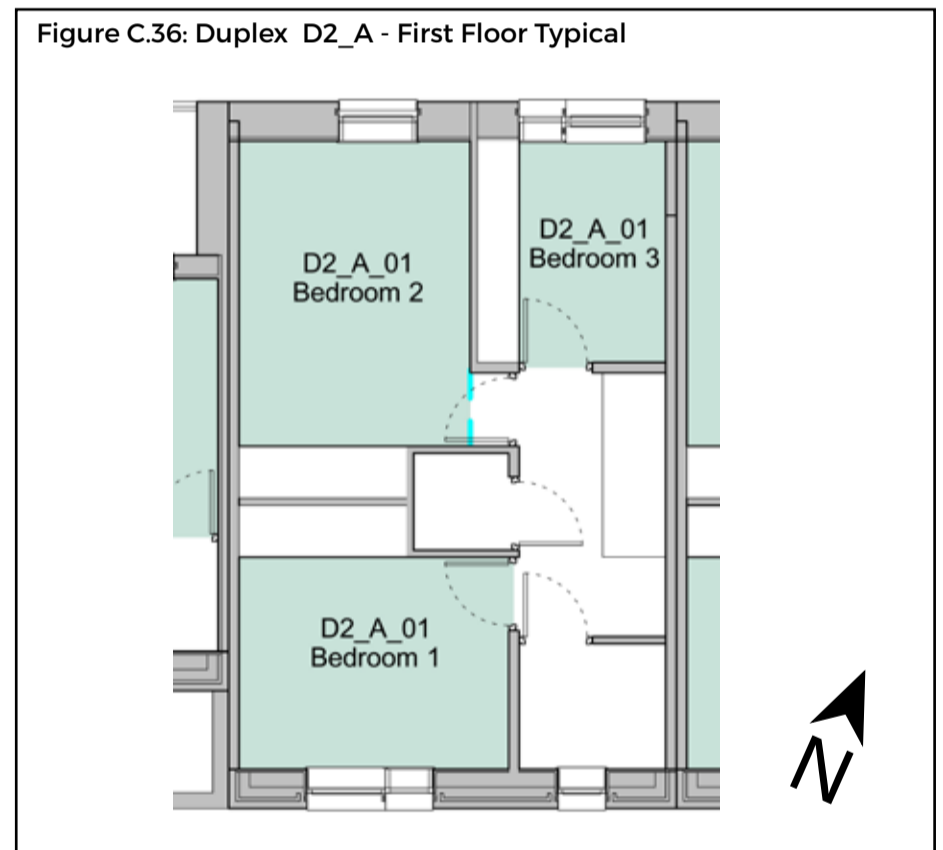 Figure C.36: Duplex D2_A - First Floor Typical
D2_A_01
Bedroom 2
D2_A_01
Bedroom 3
D2_A_01
Bedroom 1
N